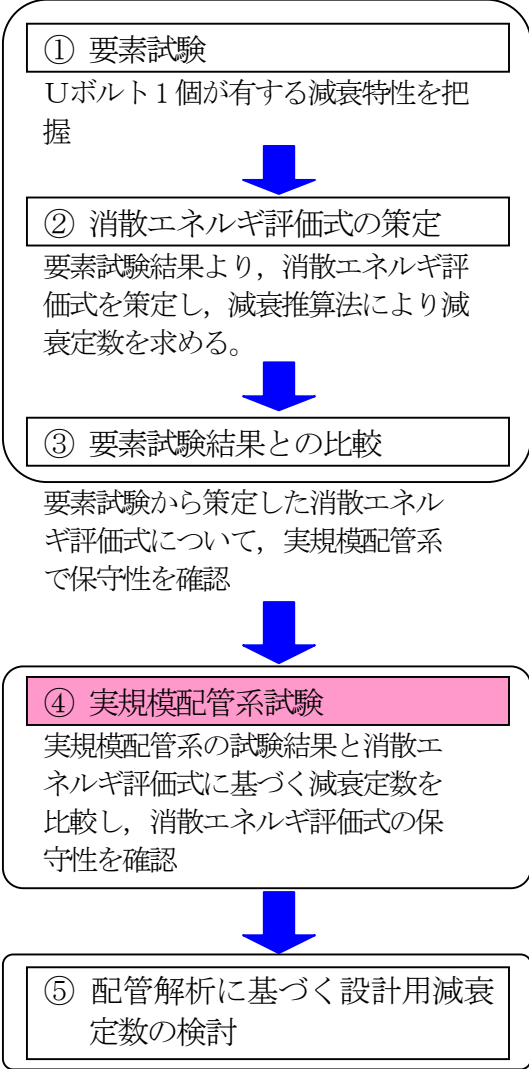 ① 要素試験
Uボルト1個が有する減衰特性を把
握
② 消散エネルギ評価式の策定
要素試験結果より，消散エネルギ評
価式を策定し，減衰推算法により減
衰定数を求める。
③ 要素試験結果との比較
要素試験から策定した消散エネル
ギ評価式について，実規模配管系
で保守性を確認
④ 実規模配管系試験
実規模配管系の試験結果と消散エ
ネルギ評価式に基づく減衰定数を
比較し，消散エネルギ評価式の保
守性を確認
⑤ 配管解析に基づく設計用減衰
定数の検討